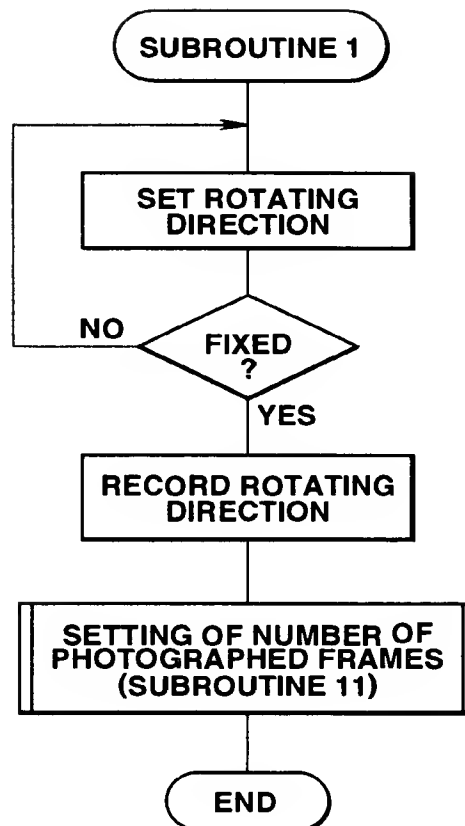 SUBROUTINE 1
SET ROTATING
DIRECTION
NO
FIXED
?
YES
RECORD ROTATING
DIRECTION
SETTING OF NUMBER OF
PHOTOGRAPHED FRAMES
(SUBROUTINE 11)
END